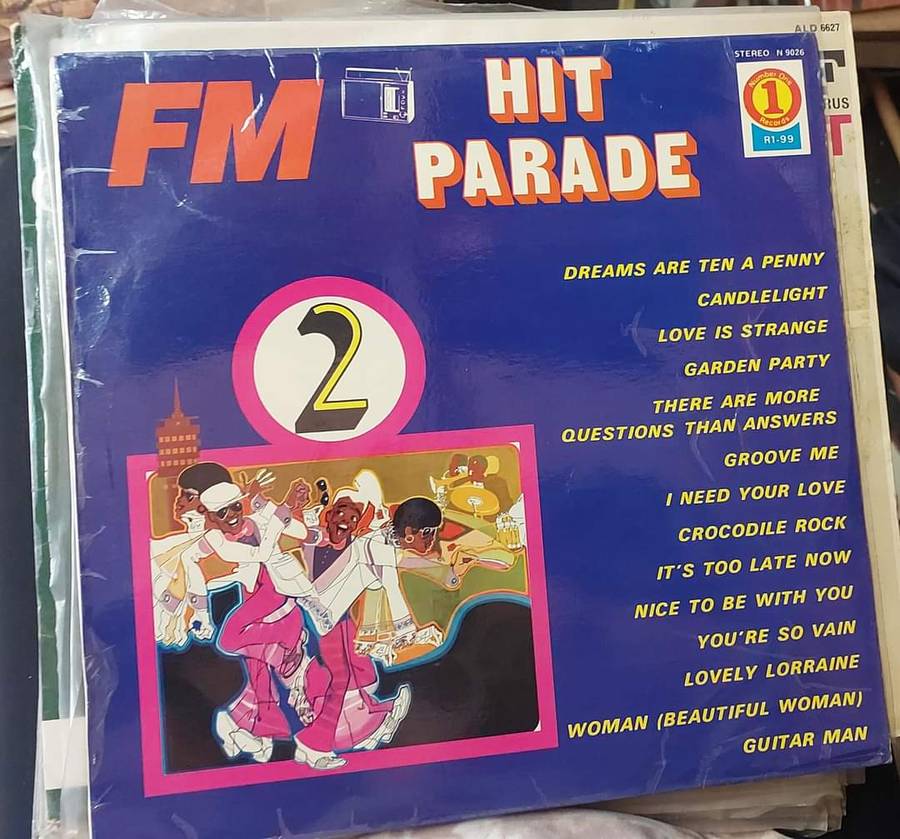 ALD 6627
STEREO N 9026
FM
HIT
PARADE
Number One
1
Records
R1-99
RUS
T
2
DREAMS ARE TEN A PENNY
CANDLELIGHT
LOVE IS STRANGE
GARDEN PARTY
THERE ARE MORE
QUESTIONS THAN ANSWERS
GROOVE ME
I NEED YOUR LOVE
CROCODILE ROCK
IT'S TOO LATE NOW
NICE TO BE WITH YOU
YOU'RE SO VAIN
LOVELY LORRAINE
WOMAN (BEAUTIFUL WOMAN)
GUITAR MAN